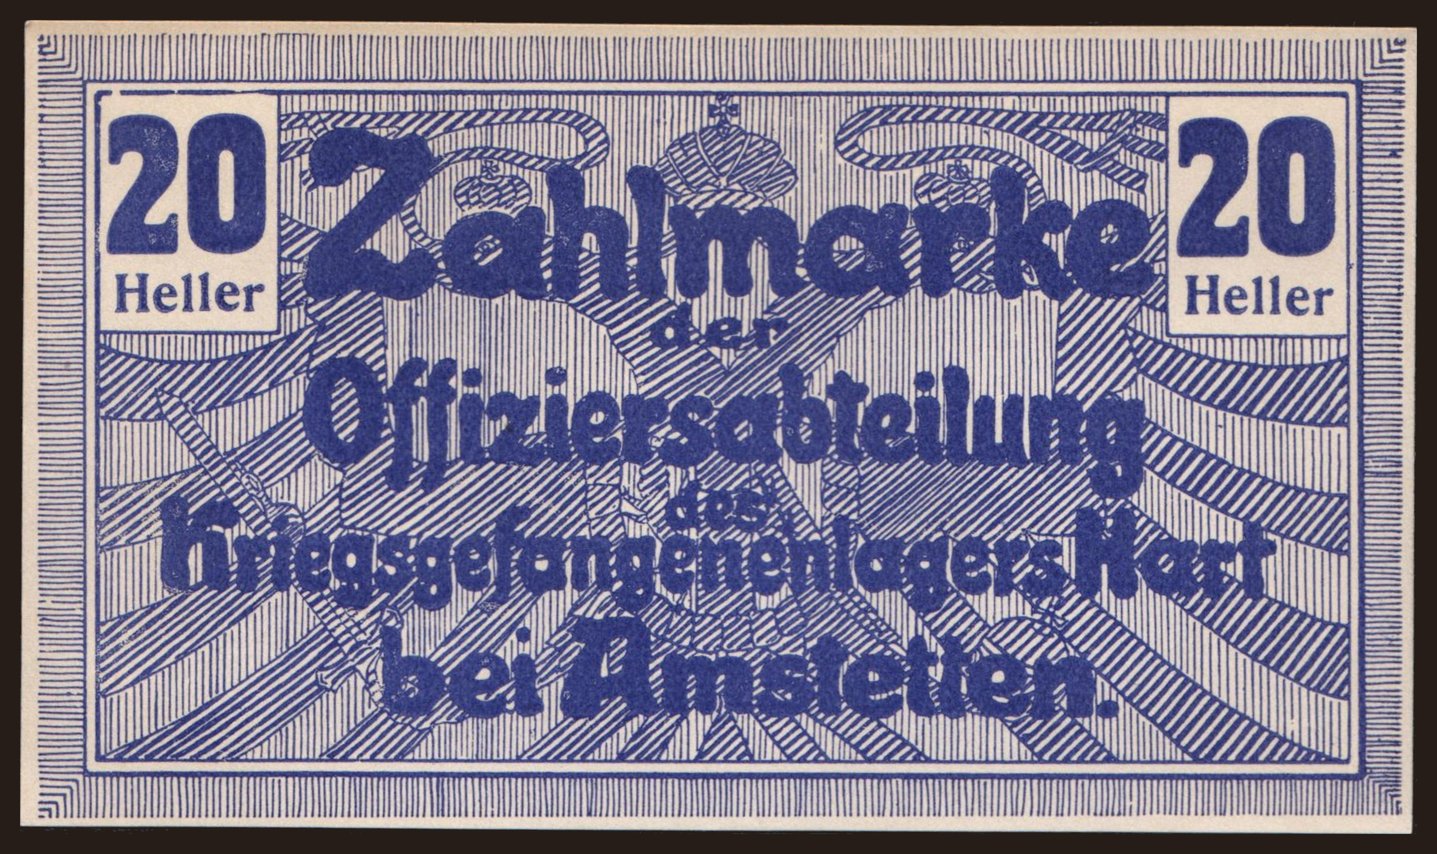 20
Heller
20
Heller
Zahlmarke
der
Offiziersabteilung
des
Kriegsgefangenenlagers Hart
bei Amstetten.